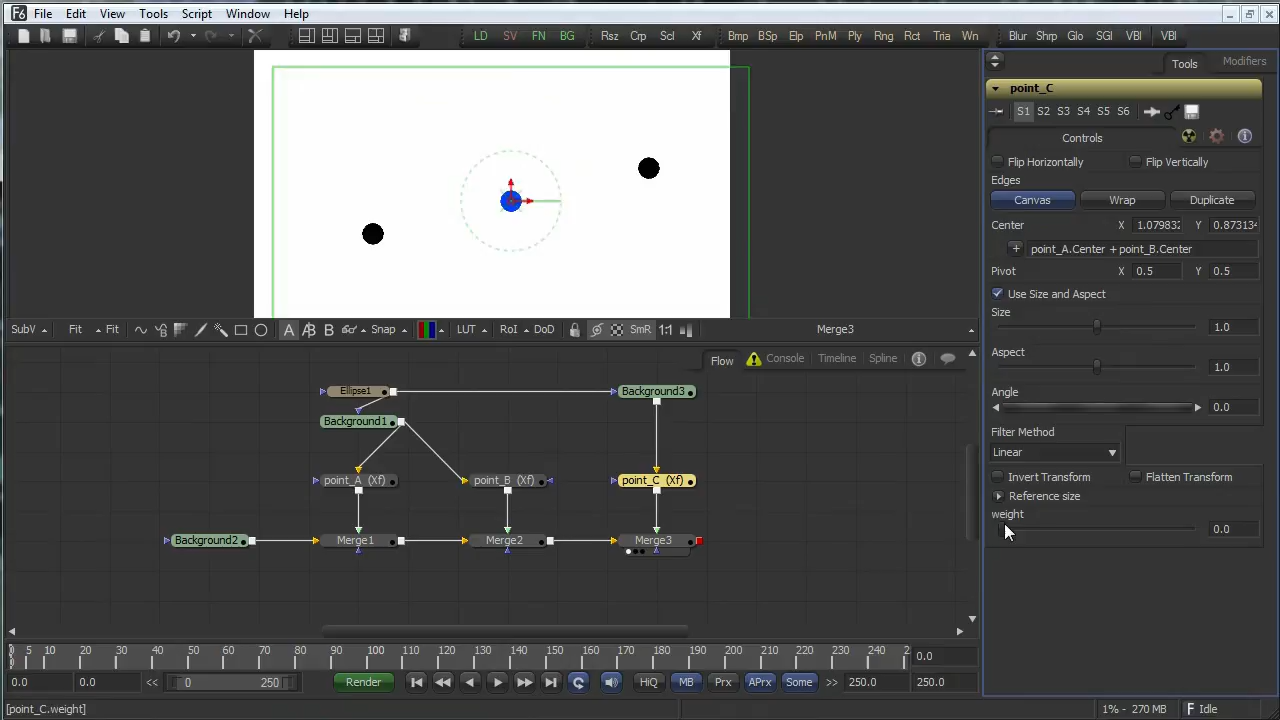 File Edit View Tools Script Window Help
LD SV FN BG Rsz Crp Scl Xf Bmp BSp Elp PnM Ply Rng Rct Tria Wn Blur Shrp Glo SGl VBl VBl
Tools Modifiers
point_C
S1 S2 S3 S4 S5 S6
Controls
Flip Horizontally Flip Vertically
Edges
Canvas Wrap Duplicate
Center X 1.079832 Y 0.873134
+ point_A.Center + point_B.Center
Pivot X 0.5 Y 0.5
Use Size and Aspect
Size
1.0
Aspect
1.0
Angle
0.0
Filter Method
Linear
Invert Transform Flatten Transform
Reference size
weight
0.0
SubV Fit Fit A B Snap LUT RoI DoD SmR 1:1 Merge3
Flow Console Timeline Spline
Ellipse1 Background3
Background1
point_A (Xf) point_B (Xf) point_C (Xf)
Background2 Merge1 Merge2 Merge3
0 5 10 20 30 40 50 60 70 80 90 100 110 120 130 140 150 160 170 180 190 200 210 220 230 240 2 0.0
0.0 0.0 << 0 250 Render HiQ MB Prx APrx Some >> 250.0 250.0
[point_C.weight] 1% - 270 MB Idle